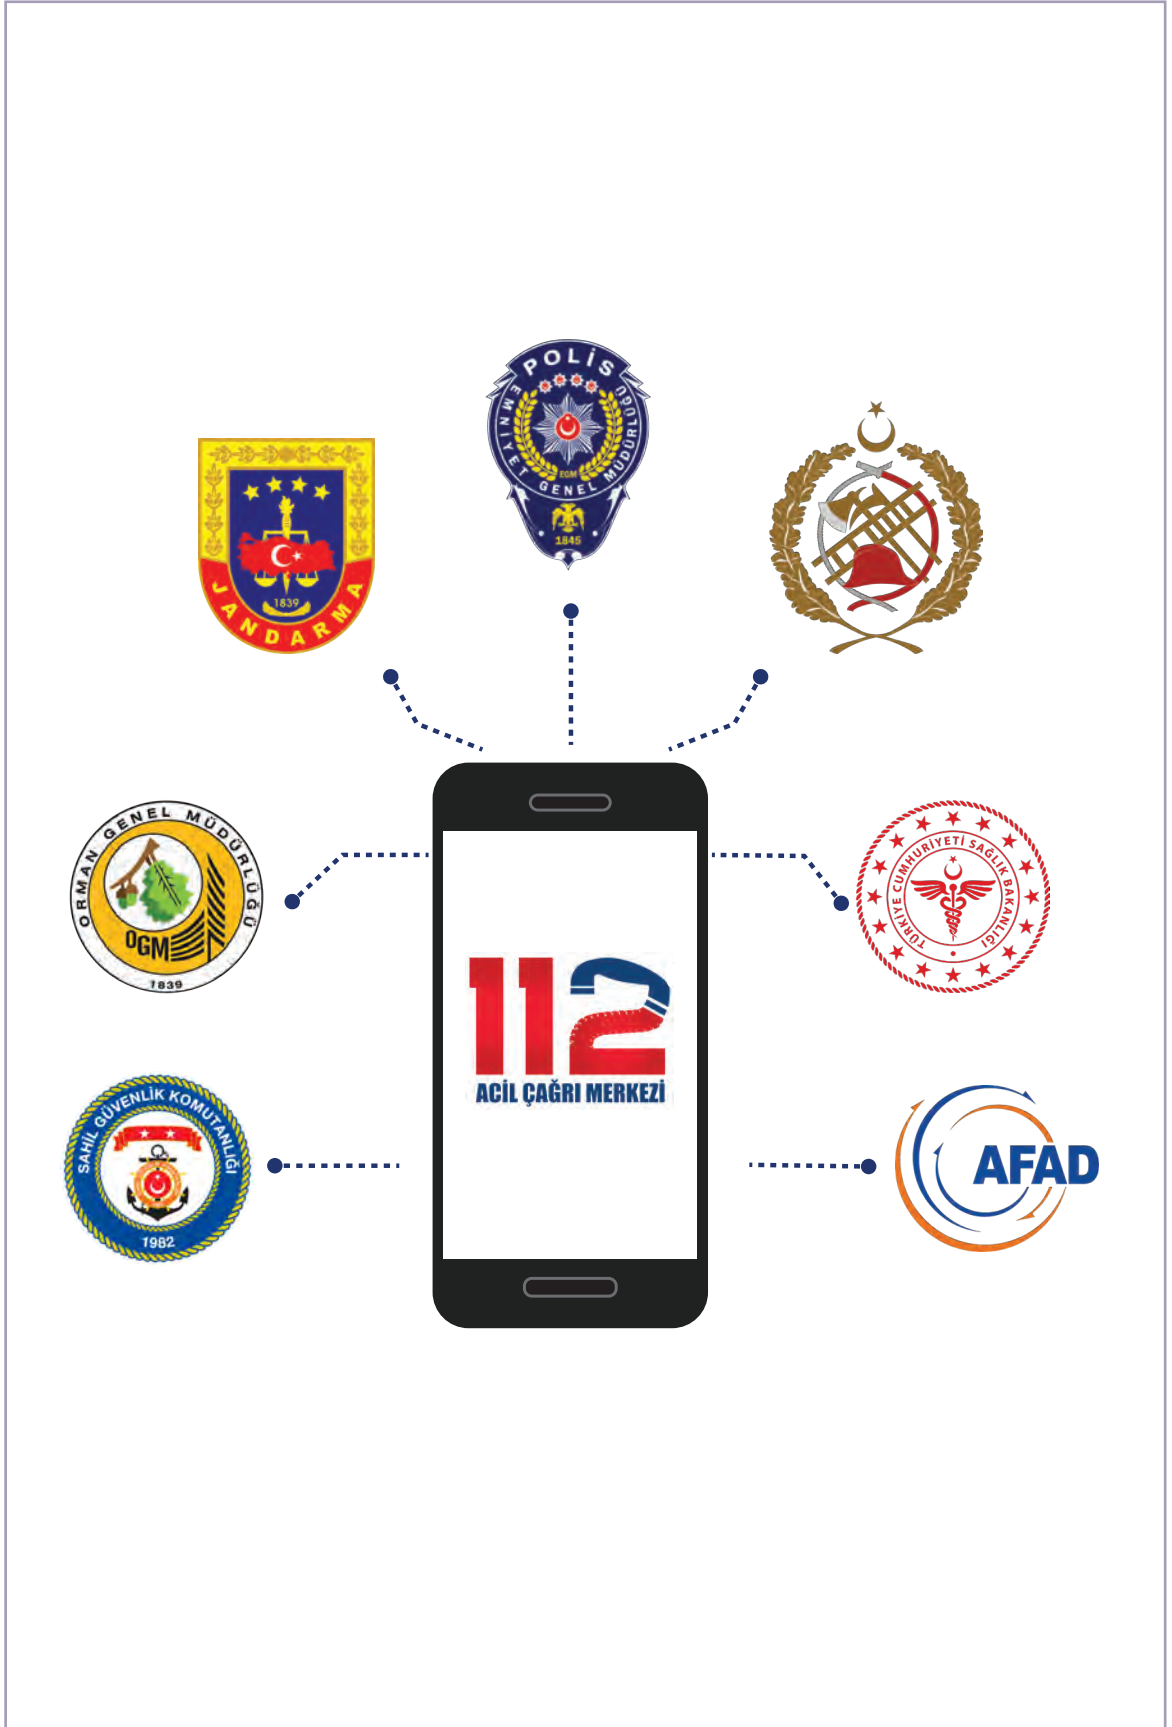 POLİS
EMNİYET GENEL MÜDÜRLÜĞÜ
EGM
1845
1839
JANDARMA
ORMAN GENEL MÜDÜRLÜĞÜ
OGM
1839
TÜRKİYE CUMHURİYETİ SAĞLIK BAKANLIĞI
112
ACİL ÇAĞRI MERKEZİ
SAHİL GÜVENLİK KOMUTANLIĞI
1982
AFAD